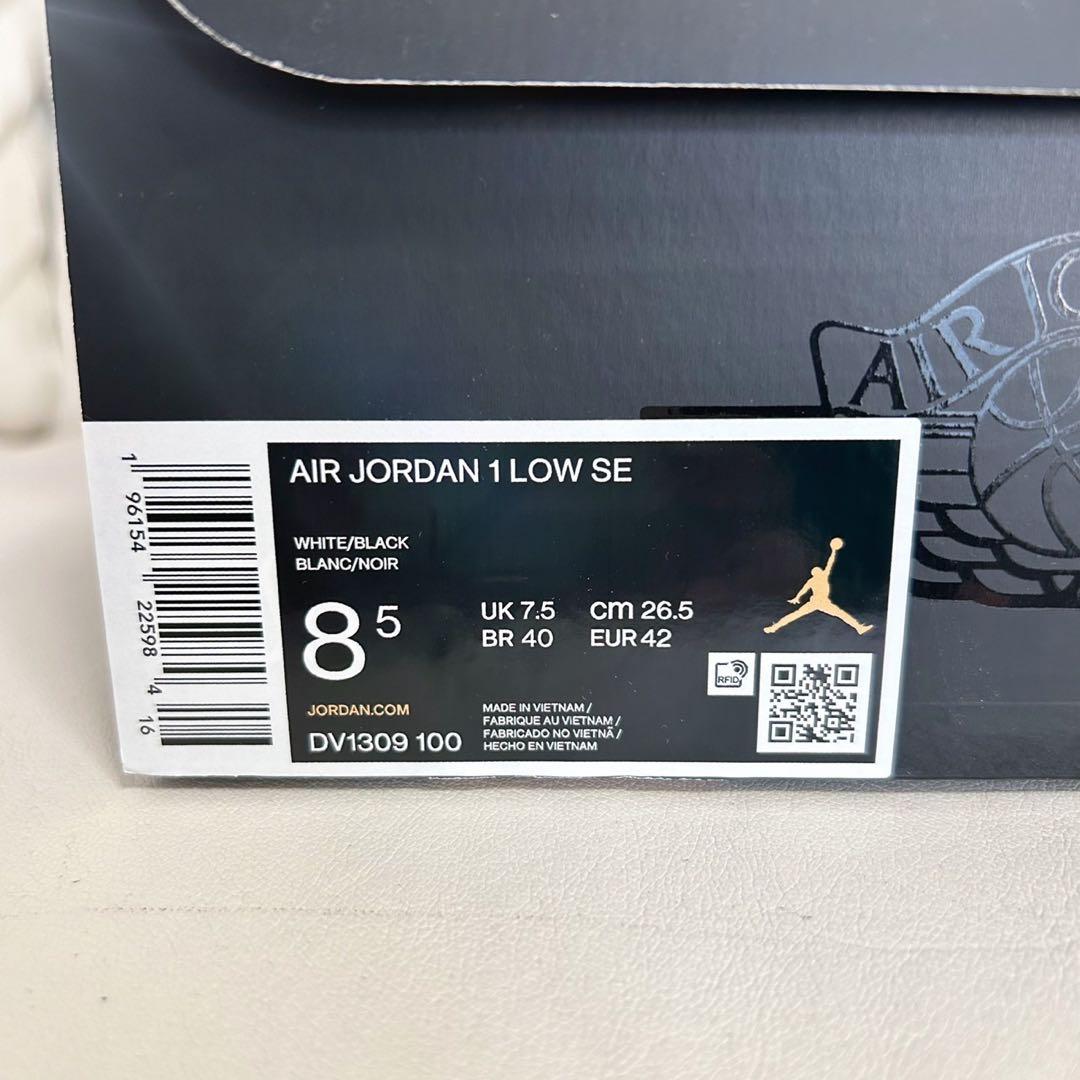 AIR JO
AIR JORDAN 1 LOW SE
WHITE/BLACK
BLANC/NOIR
8 5
UK 7.5 cm 26.5
BR 40 EUR 42
RFID
JORDAN.COM
DV1309 100
MADE IN VIETNAM /
FABRIQUE AU VIETNAM /
FABRICADO NO VIETNÃ /
HECHO EN VIETNAM
1 96154 22598 4 16